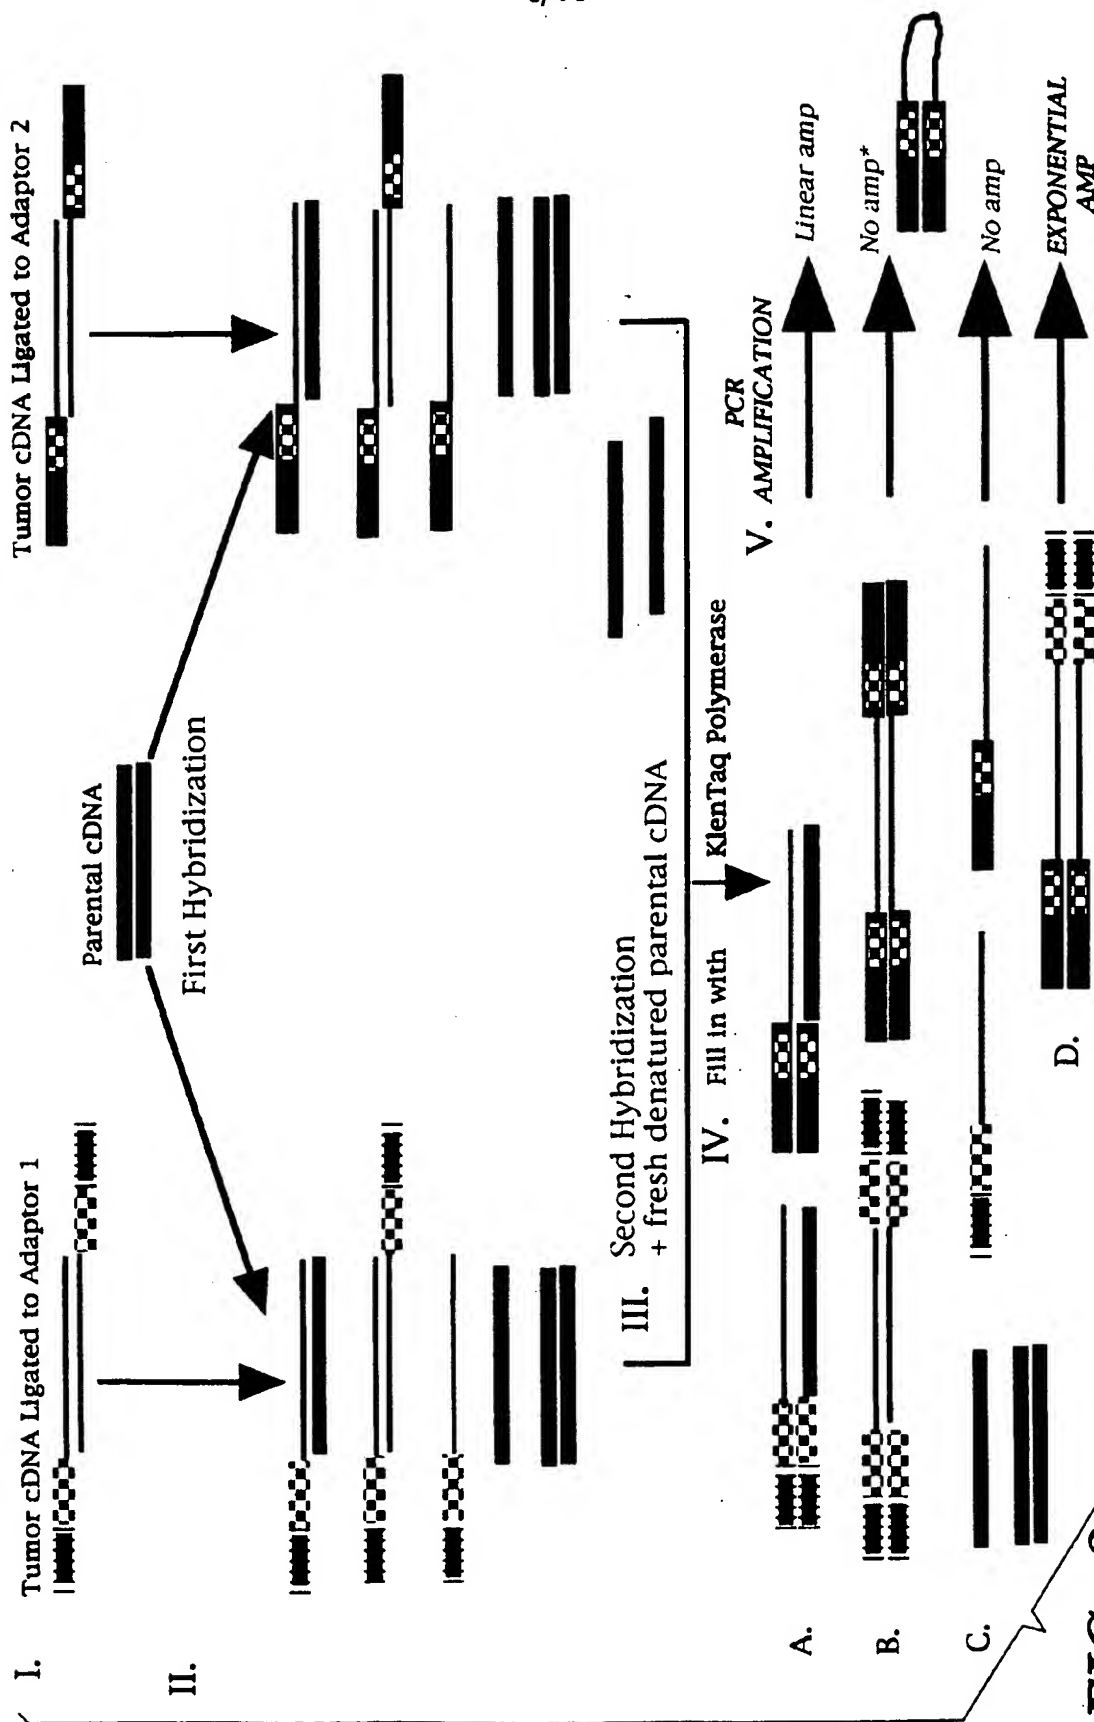 I. Tumor cDNA Ligated to Adaptor 1
Tumor cDNA Ligated to Adaptor 2
Parental cDNA
II.
First Hybridization
III. Second Hybridization
+ fresh denatured parental cDNA
IV. Fill in with KlenTaq Polymerase
PCR
V. AMPLIFICATION
A.
Linear amp
B.
No amp*
C.
No amp
D.
EXPONENTIAL
AMP